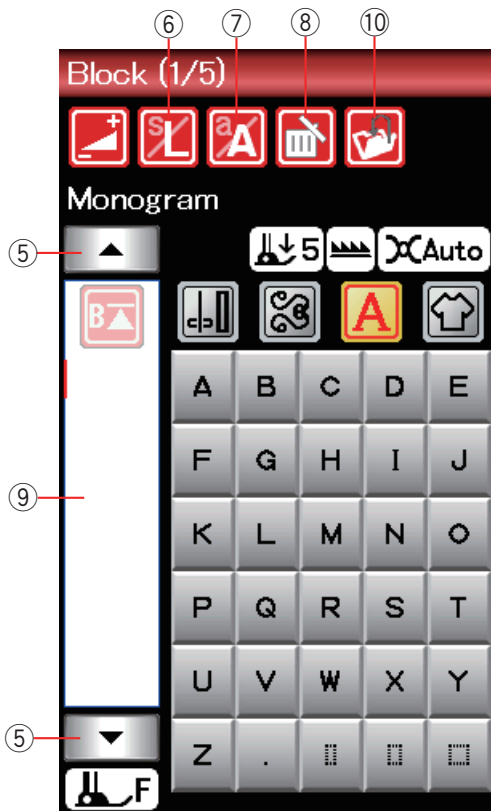 ⑥ ⑦ ⑧ ⑩
Block (1/5)
S/L a/A
Monogram
⑤ 5 Auto
B A
A B C D E
F G H I J
⑨
K L M N O
P Q R S T
U V W X Y
⑤
Z .
F